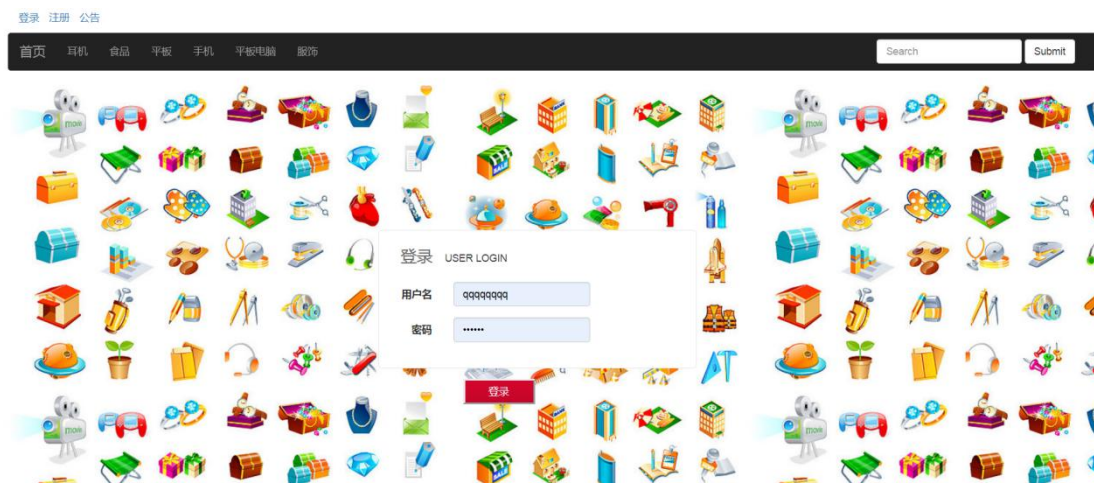 登录 注册 公告
首页 耳机 食品 平板 手机 平板电脑 服饰 Search Submit
登录 USER LOGIN
用户名 qqqqqqqq
密码 ••••••
登录